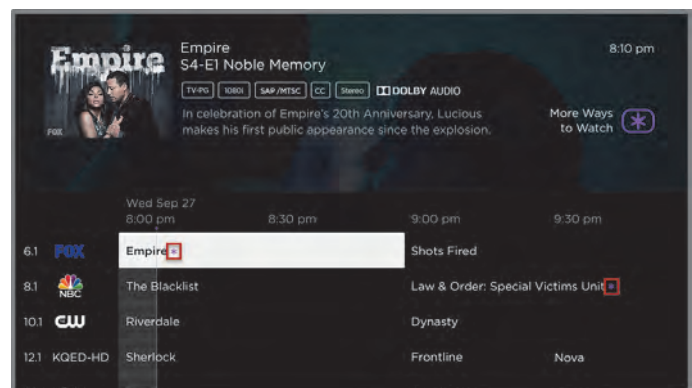 Empire
Empire
S4-E1 Noble Memory
8:10 pm
TV-PG 1080i SAP/MTSC CC Stereo DOLBY AUDIO
In celebration of Empire's 20th Anniversary, Lucious
makes his first public appearance since the explosion.
More Ways
to Watch
FOX
Wed Sep 27
8:00 pm 8:30 pm 9:00 pm 9:30 pm
6.1 FOX Empire * Shots Fired
8.1 NBC The Blacklist Law & Order: Special Victims Unit *
10.1 CW Riverdale Dynasty
12.1 KQED-HD Sherlock Frontline Nova